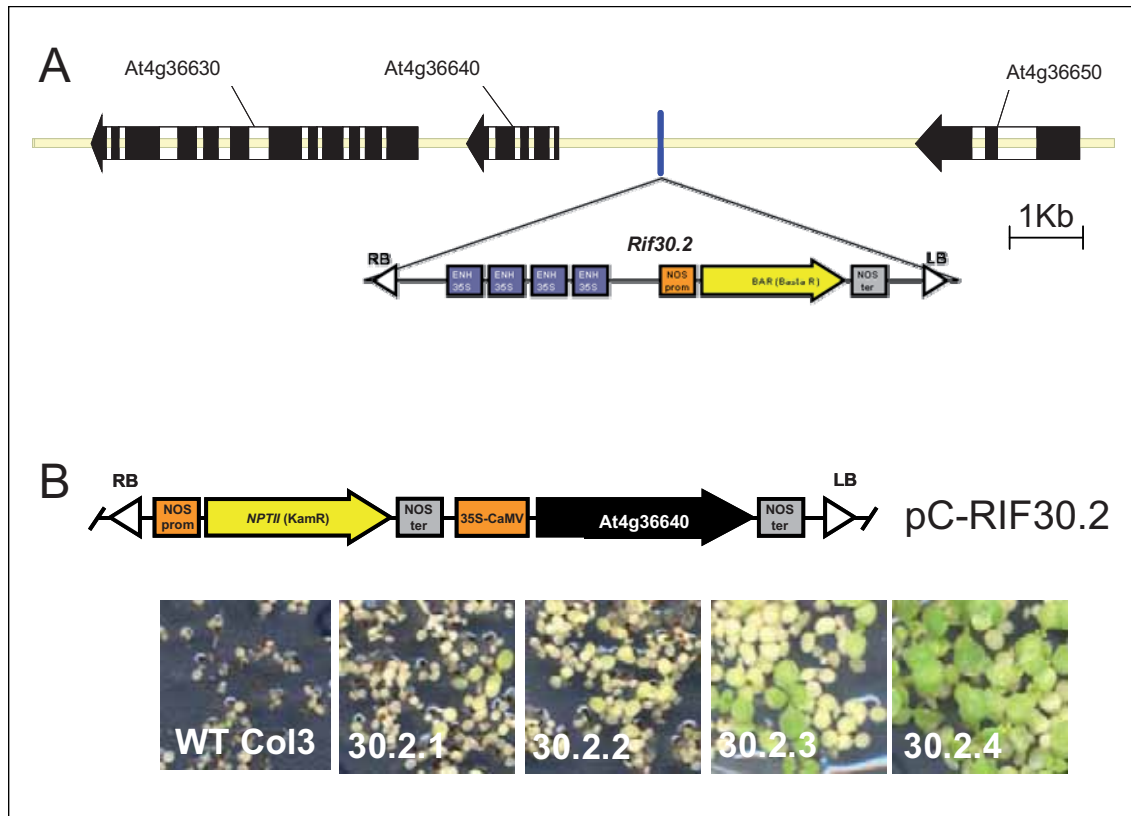 A
At4g36630
At4g36640
At4g36650
1Kb
Rif30.2
RB
LB
ENH 35S
ENH 35S
ENH 35S
ENH 35S
NOS prom
BAR (Basta R)
NOS ter
B
RB
LB
NOS prom
NPTII (KamR)
NOS ter
35S-CaMV
At4g36640
NOS ter
pC-RIF30.2
WT Col3
30.2.1
30.2.2
30.2.3
30.2.4